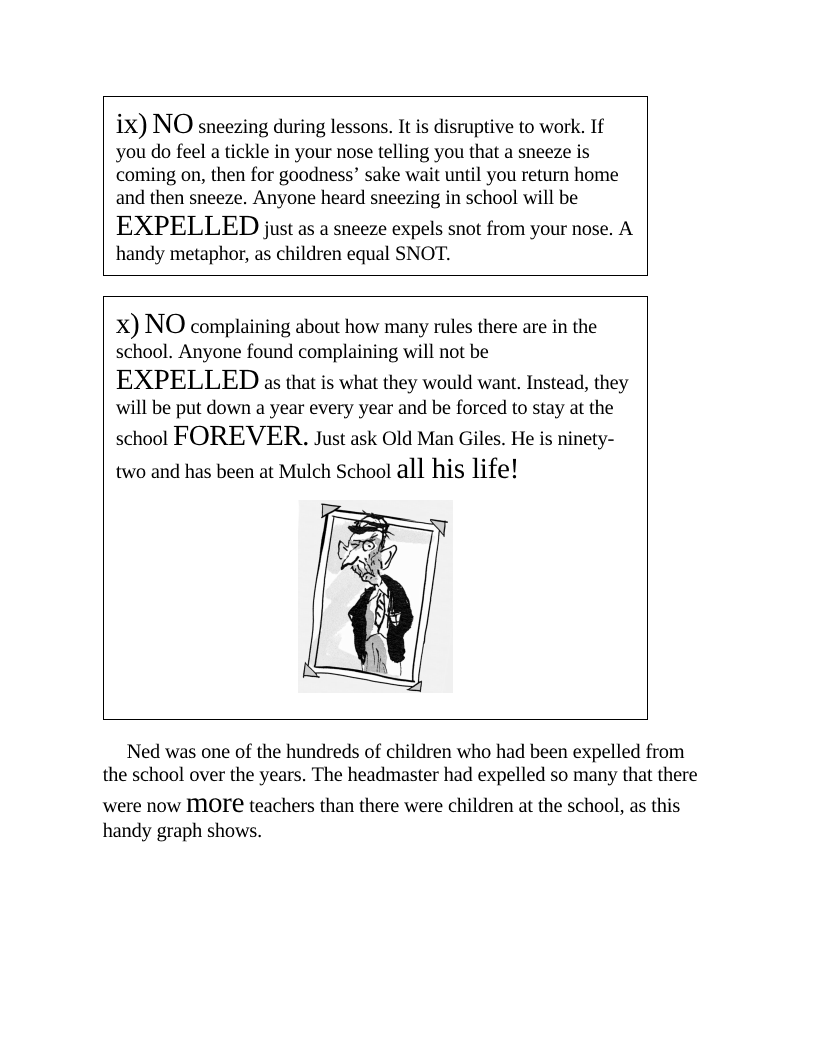 ix) NO sneezing during lessons. It is disruptive to work. If
you do feel a tickle in your nose telling you that a sneeze is
coming on, then for goodness’ sake wait until you return home
and then sneeze. Anyone heard sneezing in school will be
EXPELLED just as a sneeze expels snot from your nose. A
handy metaphor, as children equal SNOT.
x) NO complaining about how many rules there are in the
school. Anyone found complaining will not be
EXPELLED as that is what they would want. Instead, they
will be put down a year every year and be forced to stay at the
school FOREVER. Just ask Old Man Giles. He is ninety-
two and has been at Mulch School all his life!
Ned was one of the hundreds of children who had been expelled from
the school over the years. The headmaster had expelled so many that there
were now more teachers than there were children at the school, as this
handy graph shows.